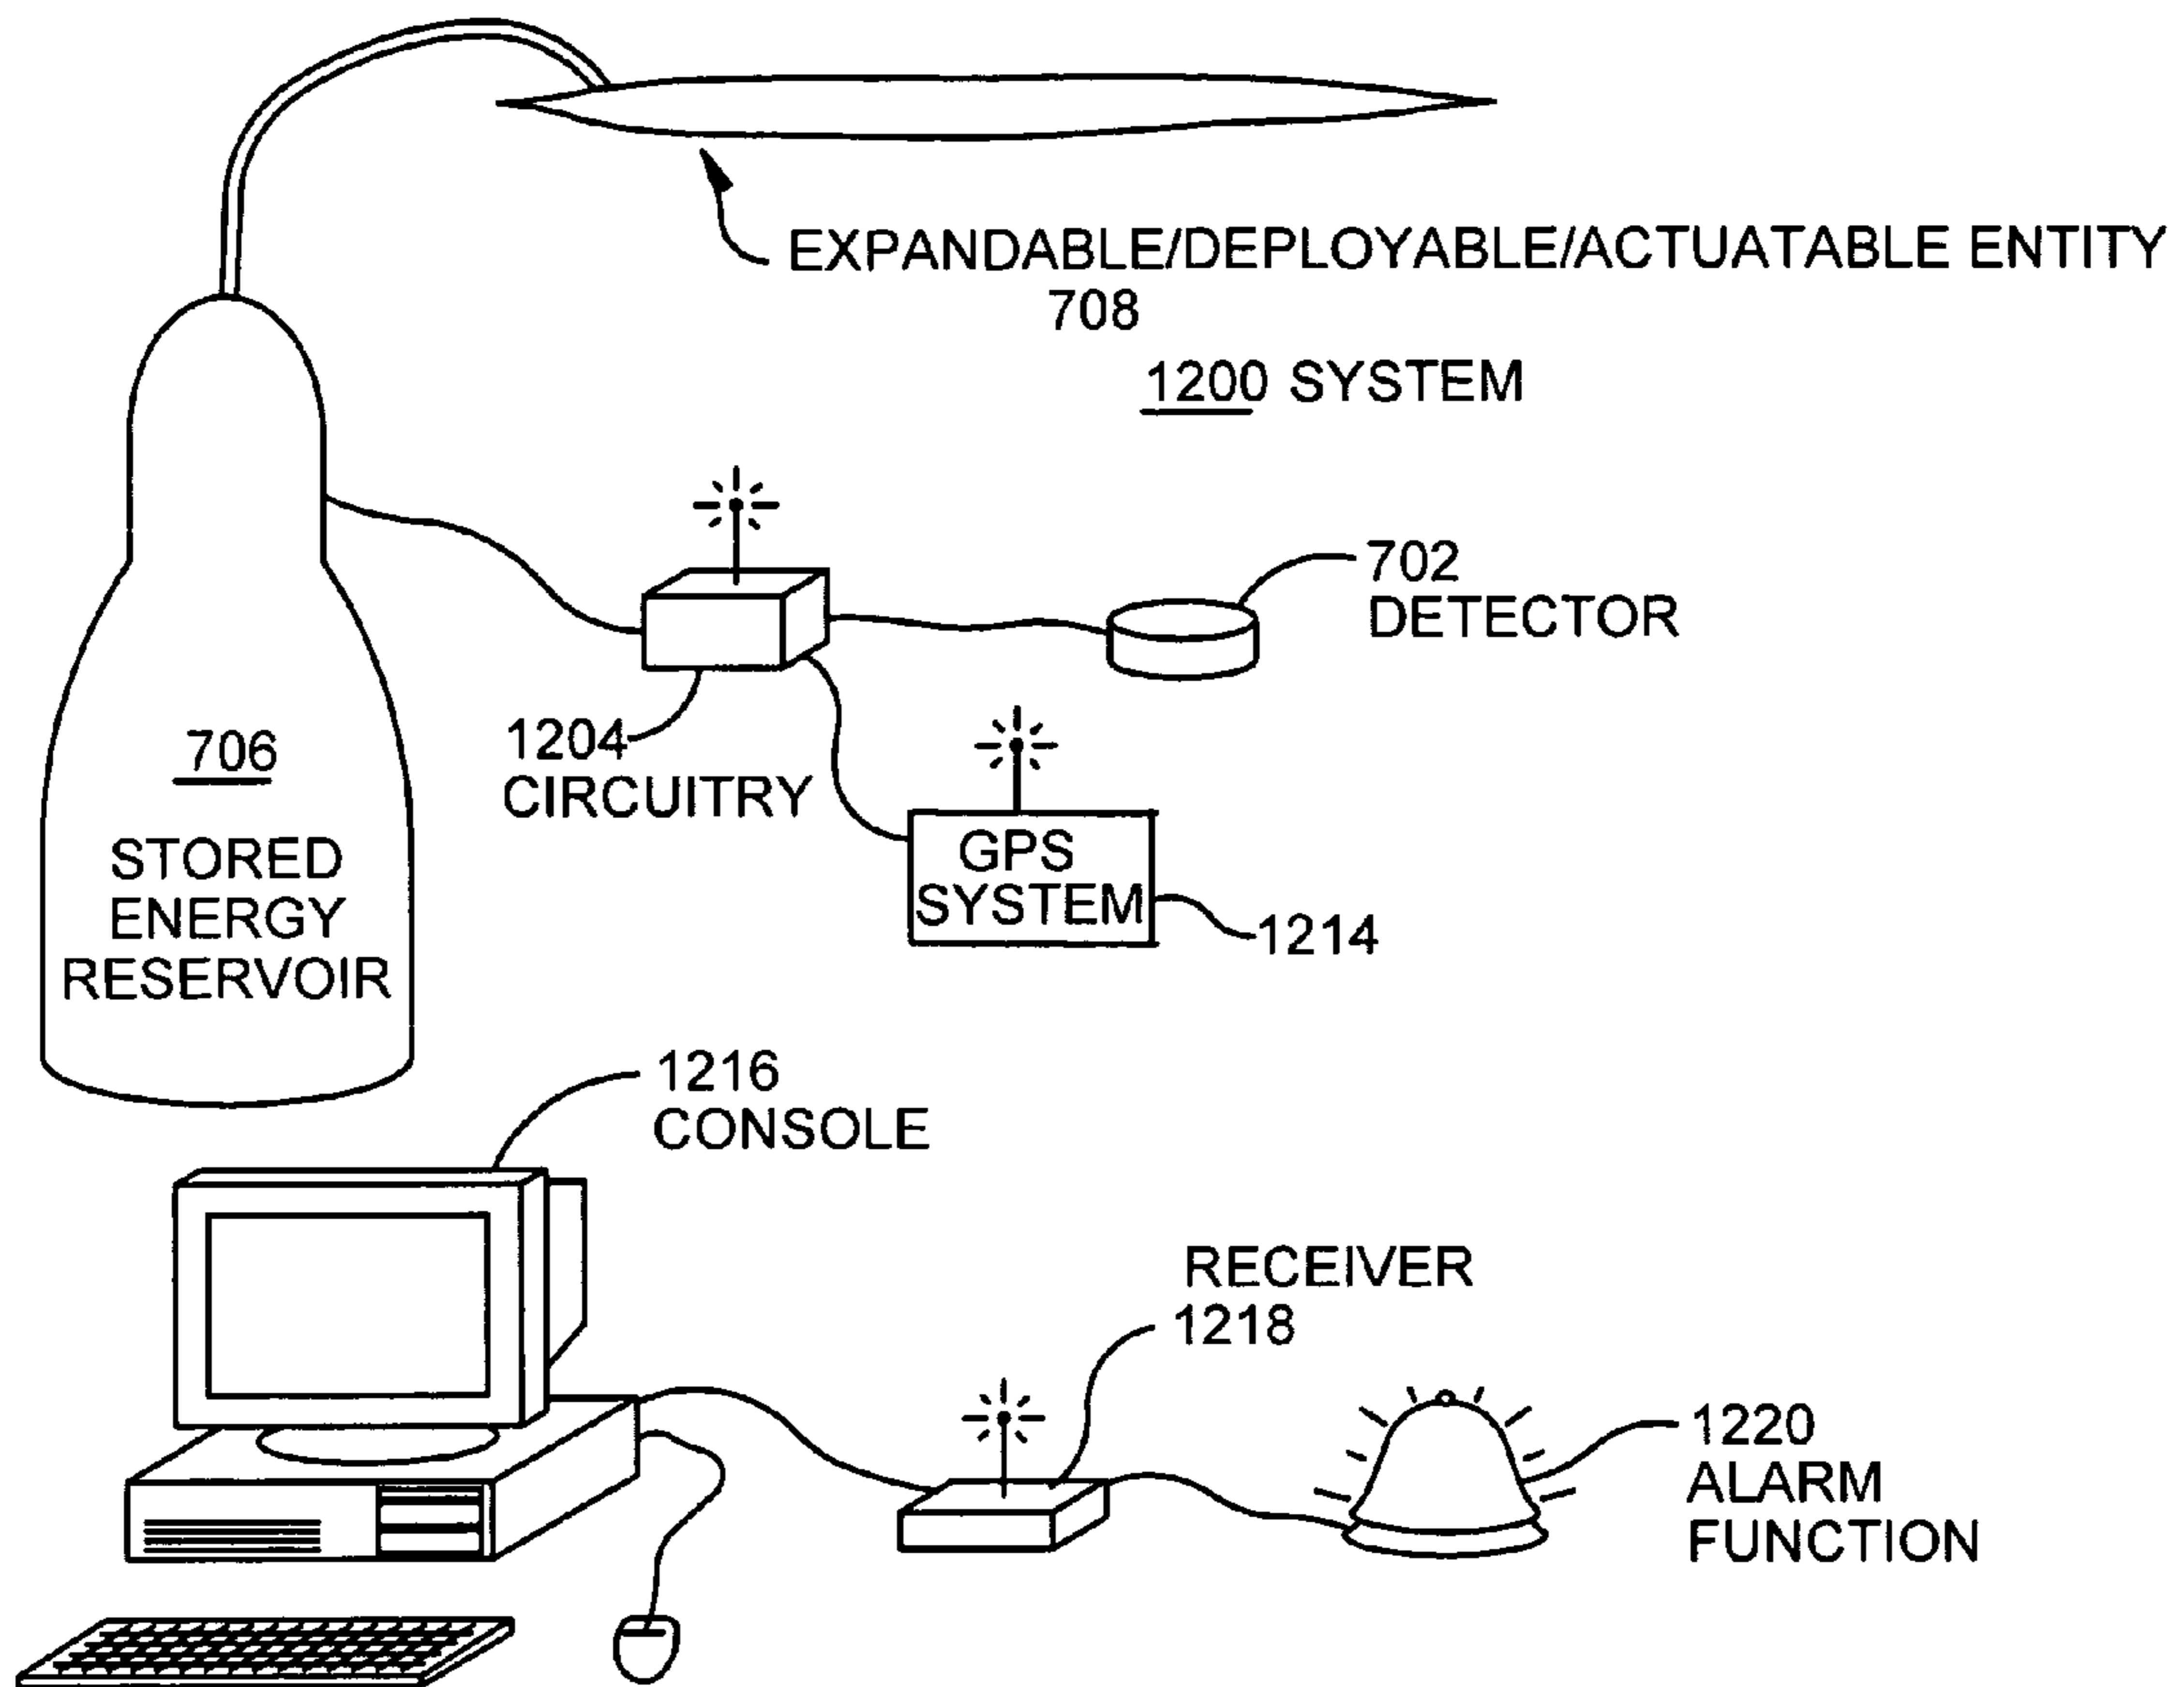 EXPANDABLE/DEPLOYABLE/ACTUATABLE ENTITY
708
1200 SYSTEM
702
DETECTOR
1204
CIRCUITRY
706
STORED
ENERGY
RESERVOIR
GPS
SYSTEM
1214
1216
CONSOLE
RECEIVER
1218
1220
ALARM
FUNCTION